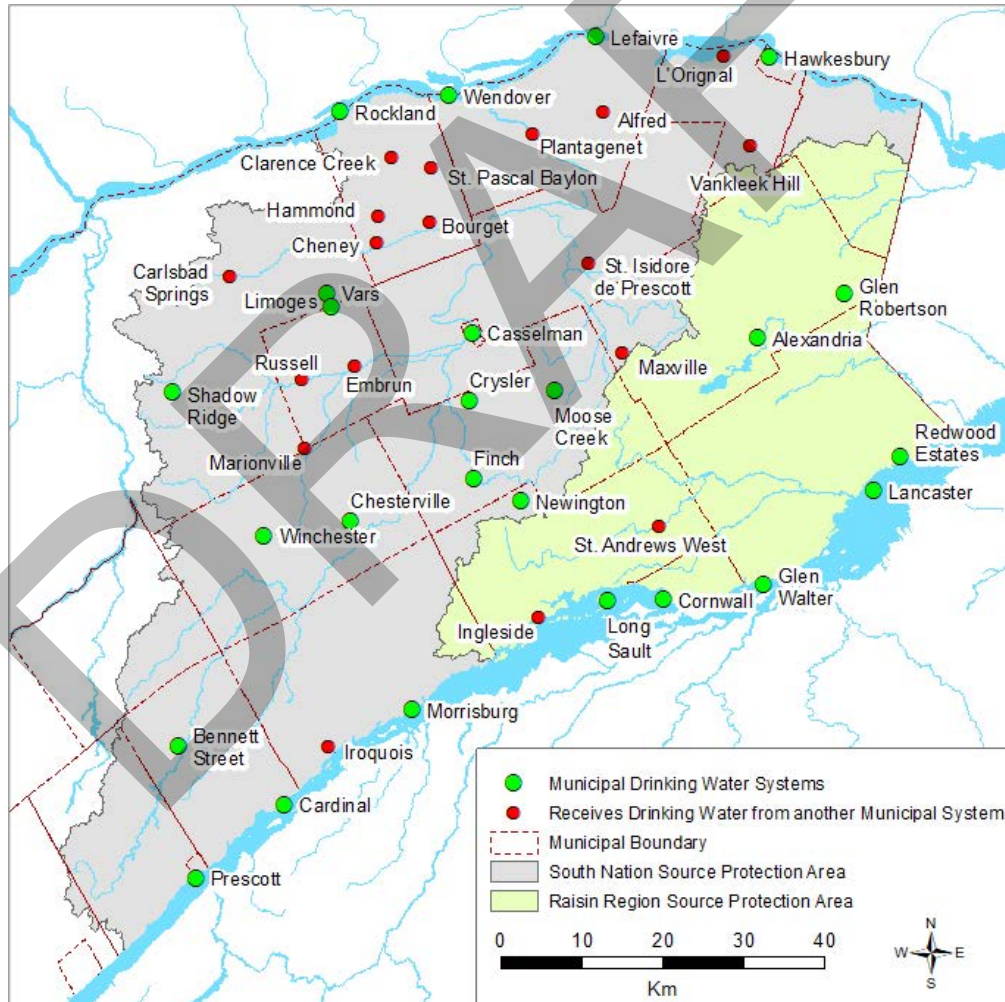 Lefaivre
L'Orignal
Hawkesbury
Wendover
Rockland
Alfred
Plantagenet
Clarence Creek
St. Pascal Baylon
Vankleek Hill
Hammond
Bourget
Cheney
Carlsbad
Springs
St. Isidore
de Prescott
Vars
Limoges
Glen
Robertson
Casselman
Alexandria
Russell
Embrun
Crysler
Maxville
Shadow
Ridge
Moose
Creek
Marionville
Finch
Redwood
Estates
Lancaster
Chesterville
Newington
Winchester
St. Andrews West
Glen
Walter
Cornwall
Ingleside
Long
Sault
Morrisburg
Bennett
Street
Iroquois
Cardinal
Prescott
Municipal Drinking Water Systems
Receives Drinking Water from another Municipal System
Municipal Boundary
South Nation Source Protection Area
Raisin Region Source Protection Area
0 10 20 30 40
Km
N
W E
S
DRAFT